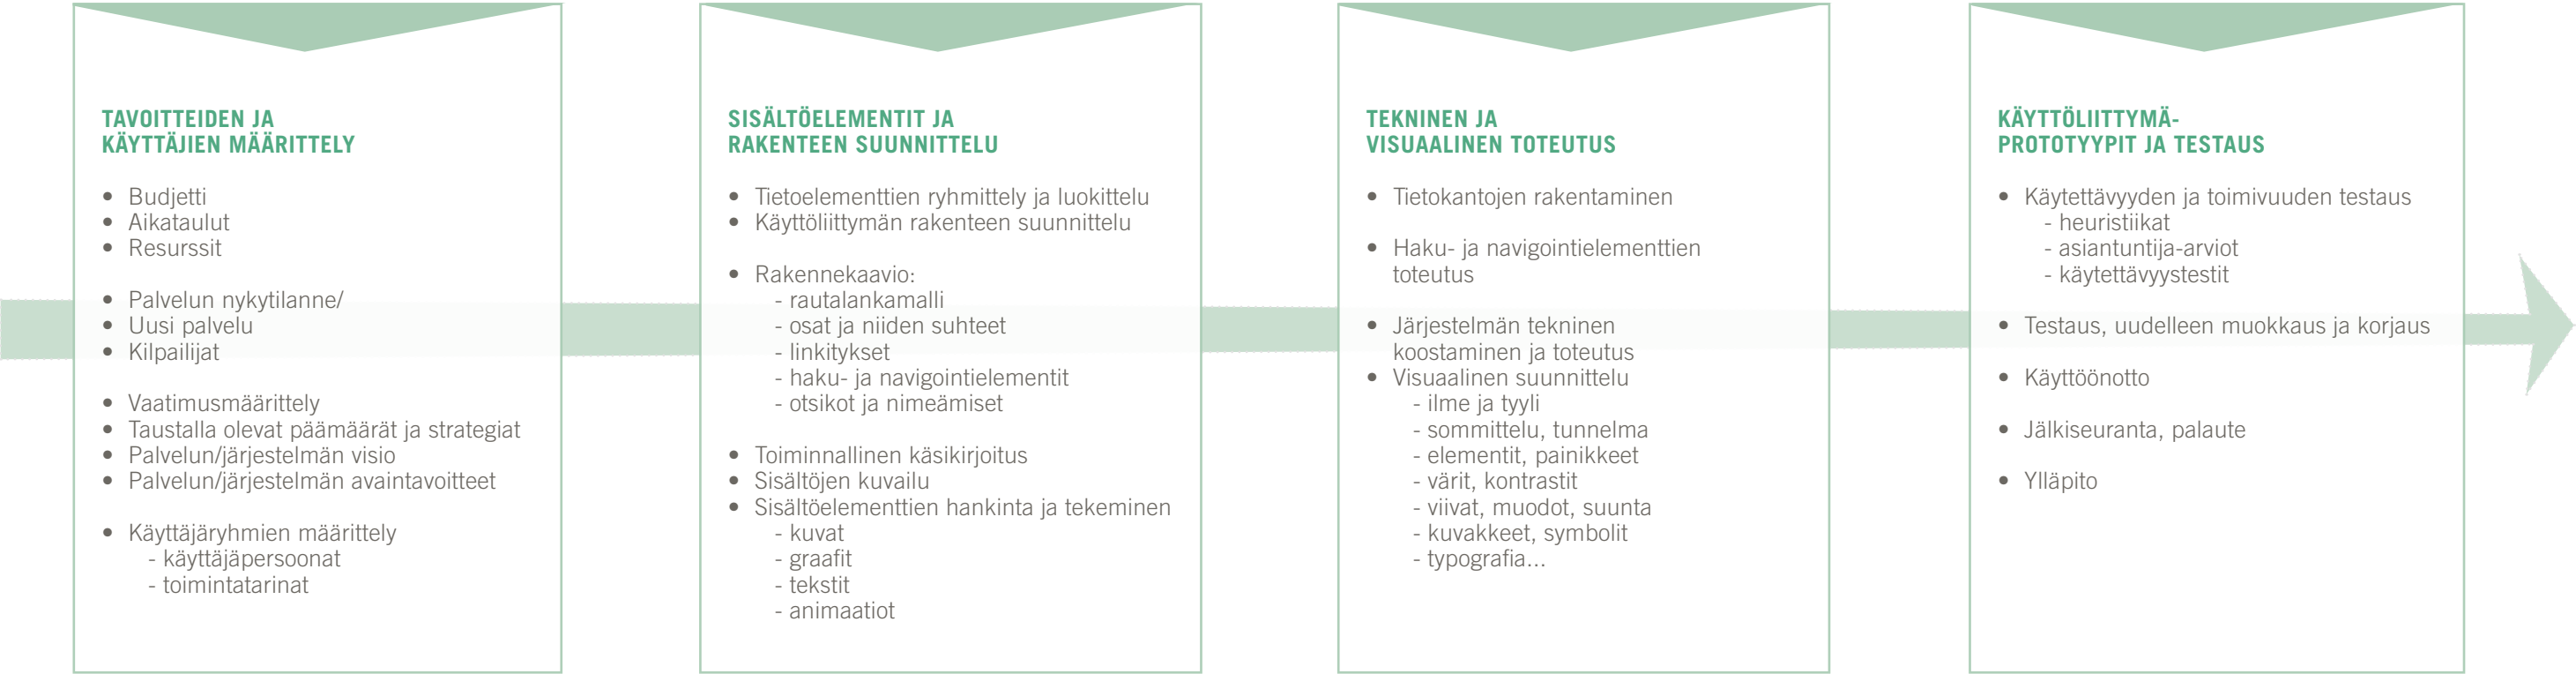 TAVOITTEIDEN JA
KÄYTTÄJIEN MÄÄRITTELY
• Budjetti
• Aikataulut
• Resurssit
• Palvelun nykytilanne/
• Uusi palvelu
• Kilpailijat
• Vaatimusmäärittely
• Taustalla olevat päämäärät ja strategiat
• Palvelun/järjestelmän visio
• Palvelun/järjestelmän avaintavoitteet
• Käyttäjäryhmien määrittely
- käyttäjäpersoonat
- toimintatarinat
SISÄLTÖELEMENTIT JA
RAKENTEEN SUUNNITTELU
• Tietoelementtien ryhmittely ja luokittelu
• Käyttöliittymän rakenteen suunnittelu
• Rakennekaavio:
- rautalankamalli
- osat ja niiden suhteet
- linkitykset
- haku- ja navigointielementit
- otsikot ja nimeämiset
• Toiminnallinen käsikirjoitus
• Sisältöjen kuvailu
• Sisältöelementtien hankinta ja tekeminen
- kuvat
- graafit
- tekstit
- animaatiot
TEKNINEN JA
VISUAALINEN TOTEUTUS
• Tietokantojen rakentaminen
• Haku- ja navigointielementtien
toteutus
• Järjestelmän tekninen
koostaminen ja toteutus
• Visuaalinen suunnittelu
- ilme ja tyyli
- sommittelu, tunnelma
- elementit, painikkeet
- värit, kontrastit
- viivat, muodot, suunta
- kuvakkeet, symbolit
- typografia...
KÄYTTÖLIITTYMÄ-
PROTOTYYPIT JA TESTAUS
• Käytettävyyden ja toimivuuden testaus
- heuristiikat
- asiantuntija-arviot
- käytettävyystestit
• Testaus, uudelleen muokkaus ja korjaus
• Käyttöönotto
• Jälkiseuranta, palaute
• Ylläpito